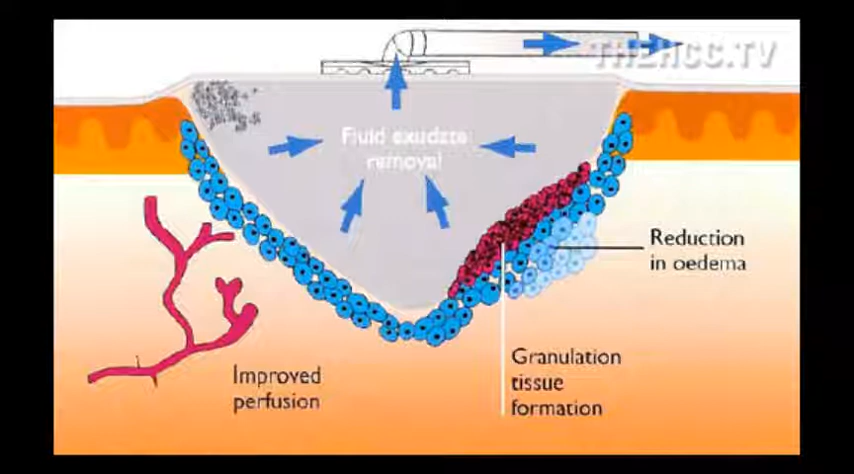 THEHCC.TV
Fluid exudate
removal
Reduction
in oedema
Granulation
tissue
formation
Improved
perfusion